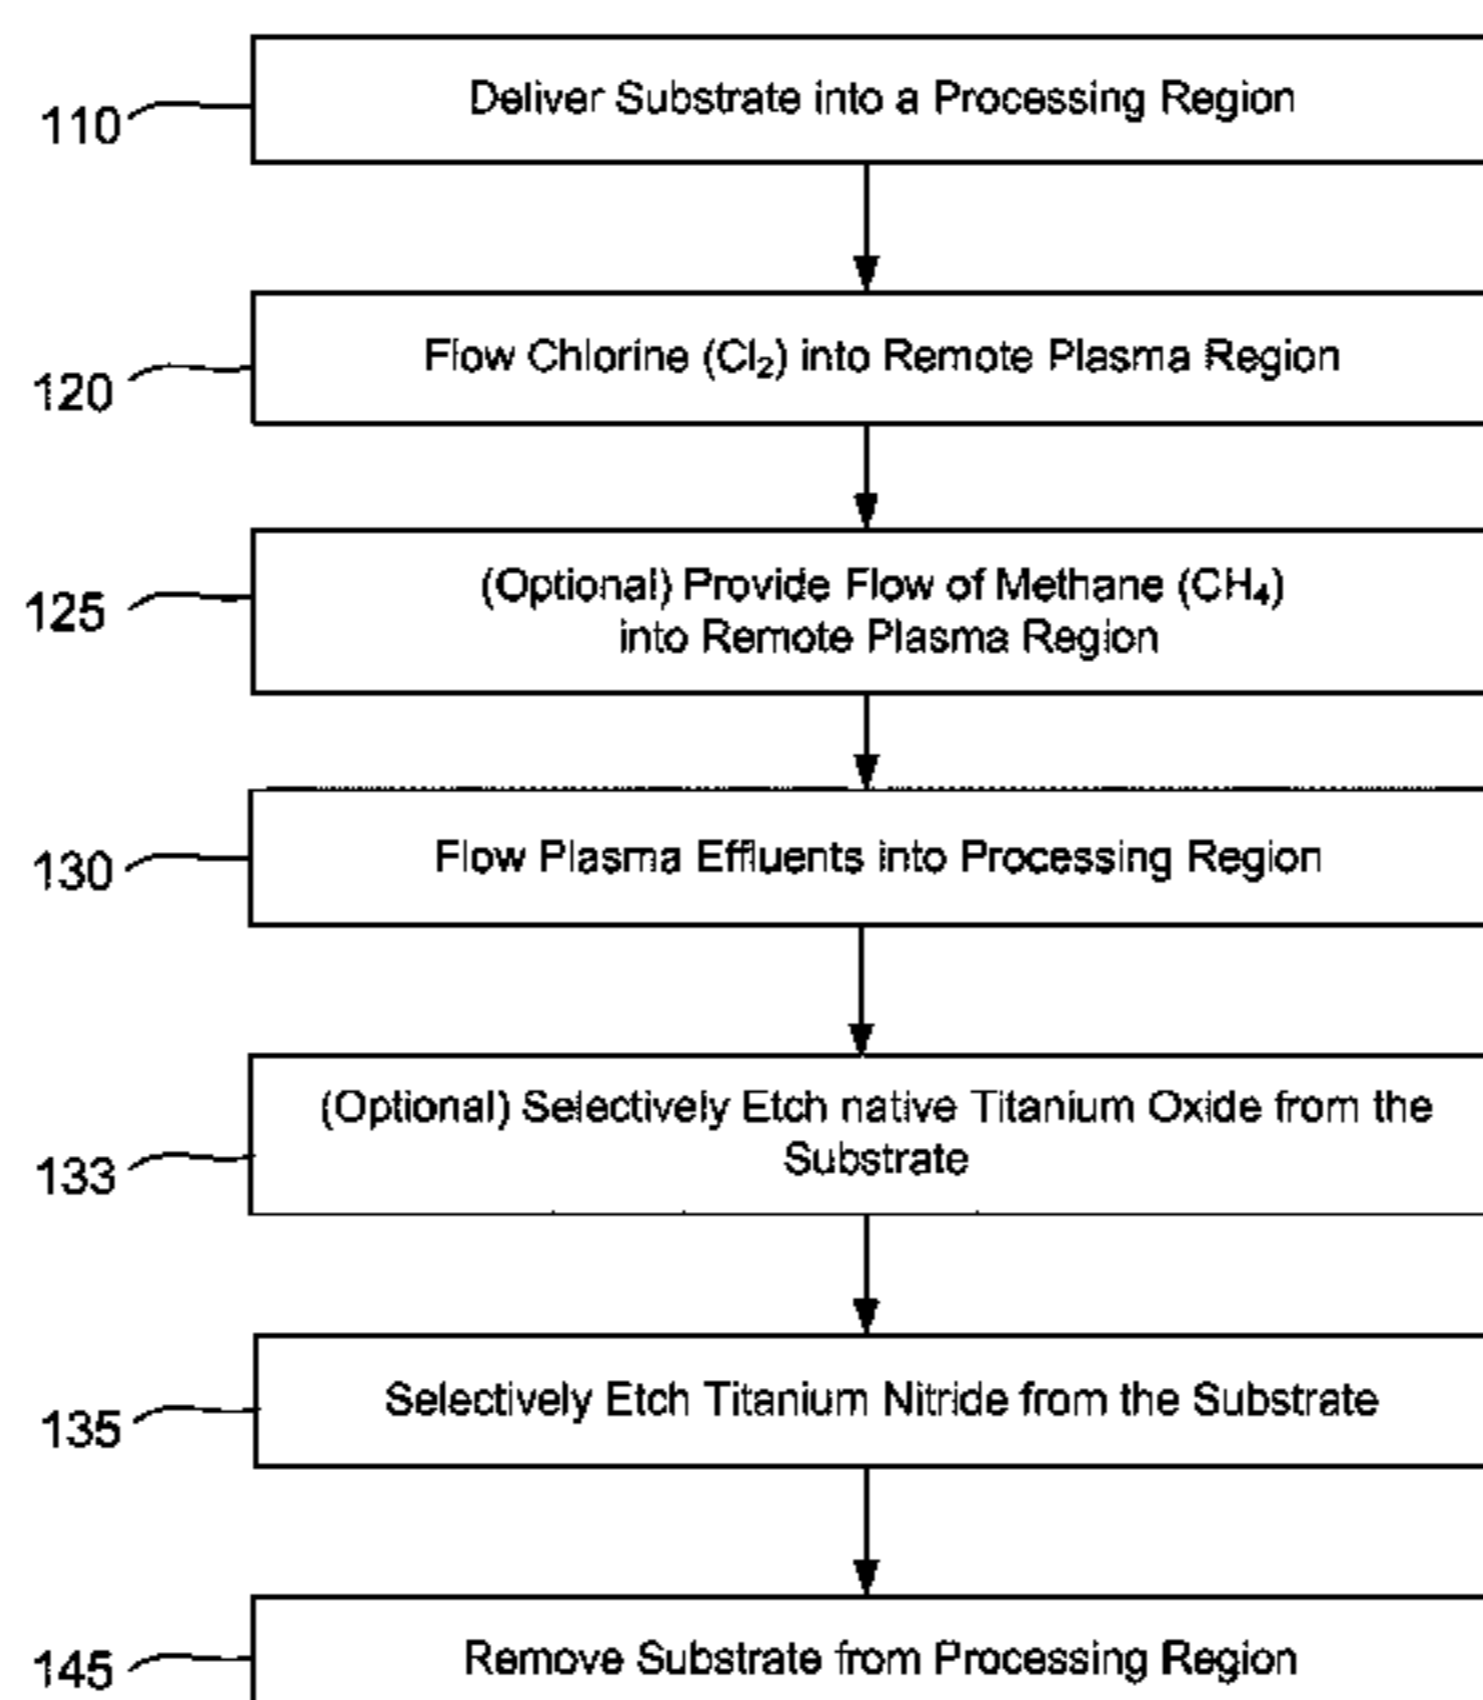 110
Deliver Substrate into a Processing Region
120
Flow Chlorine (Cl₂) into Remote Plasma Region
125
(Optional) Provide Flow of Methane (CH₄)
into Remote Plasma Region
130
Flow Plasma Effluents into Processing Region
133
(Optional) Selectively Etch native Titanium Oxide from the
Substrate
135
Selectively Etch Titanium Nitride from the Substrate
145
Remove Substrate from Processing Region